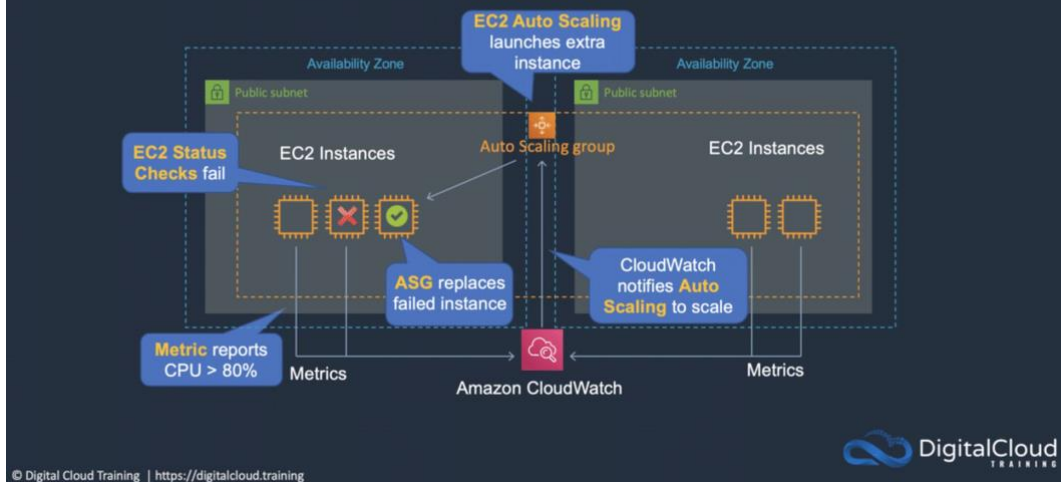 EC2 Auto Scaling
launches extra
instance
Availability Zone
Availability Zone
Public subnet
Public subnet
EC2 Status
Checks fail
EC2 Instances
Auto Scaling group
EC2 Instances
ASG replaces
failed instance
CloudWatch
notifies Auto
Scaling to scale
Metric reports
CPU > 80%
Metrics
Metrics
Amazon CloudWatch
DigitalCloud
TRAINING
© Digital Cloud Training | https://digitalcloud.training